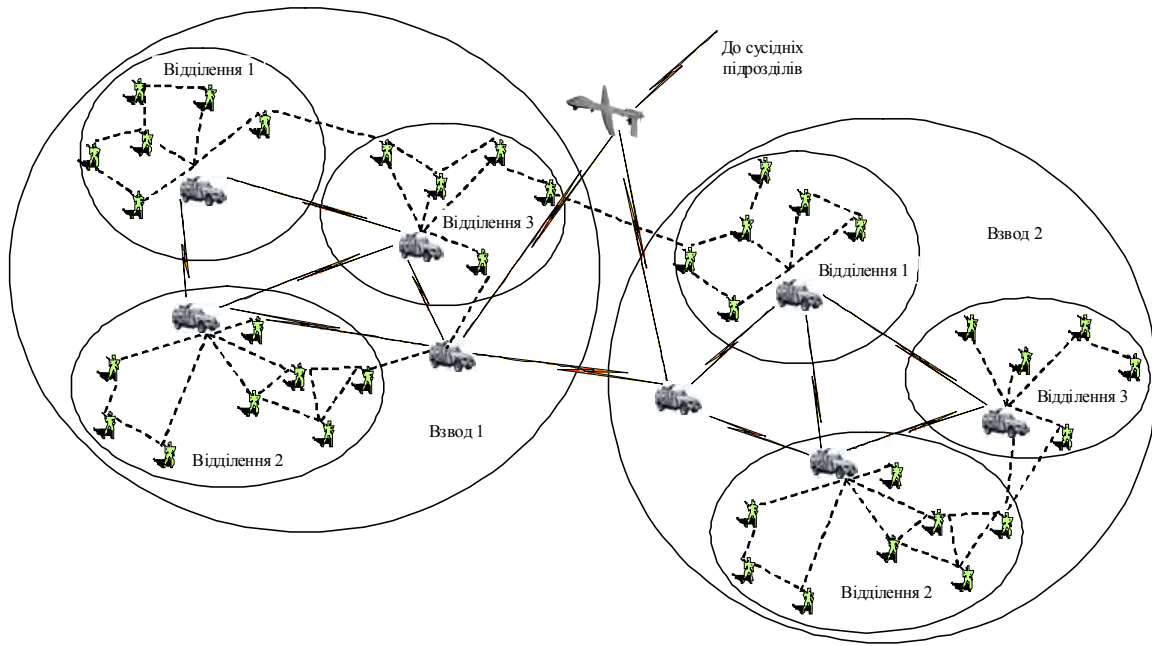 До сусідніх
підрозділів
Відділення 1
Відділення 3
Відділення 2
Взвод 1
Взвод 2
Відділення 1
Відділення 3
Відділення 2